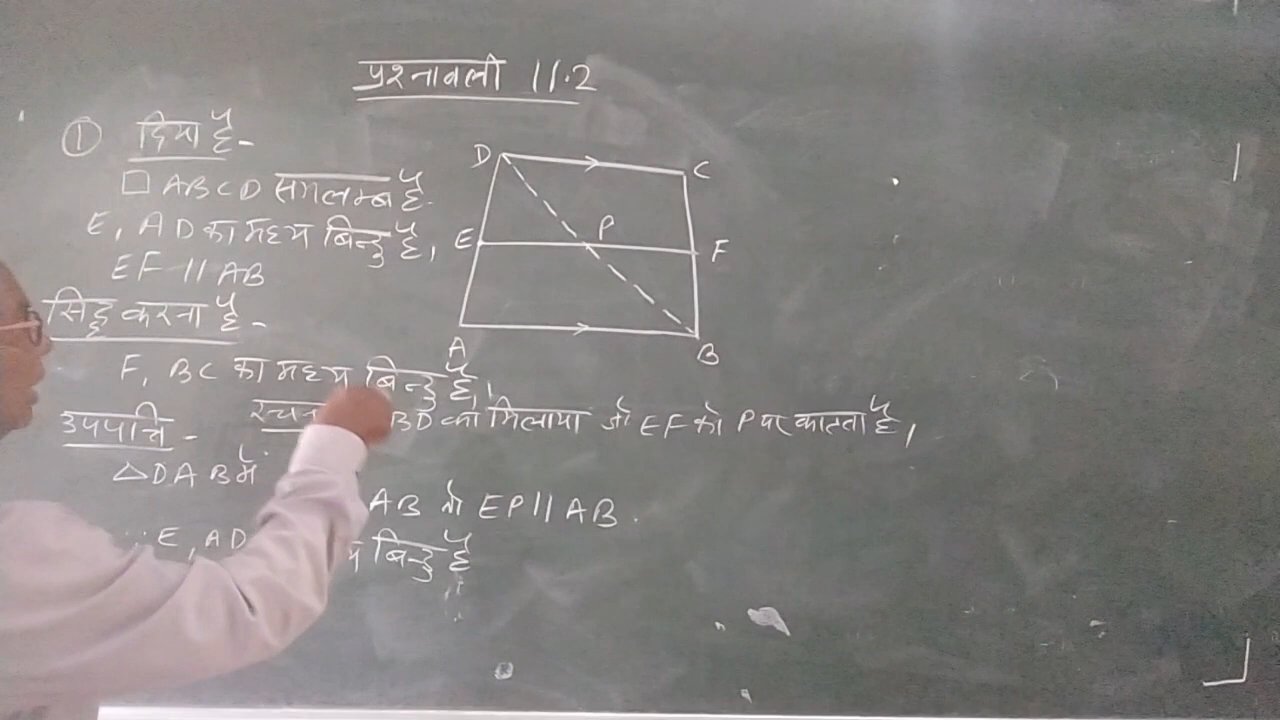 प्रश्नावली 11.2
① दिया है-
□ ABCD समलम्ब है.
E, AD का मध्य बिन्दु है,
EF || AB
सिद्ध करना है-
F, BC का मध्य बिन्दु है,
उपपत्ति - BD को मिलाया जो EF को P पर काटता है,
△DAB में
AB तो EP || AB.
∵ E, AD बिन्दु है
D
C
E
P
F
A
B